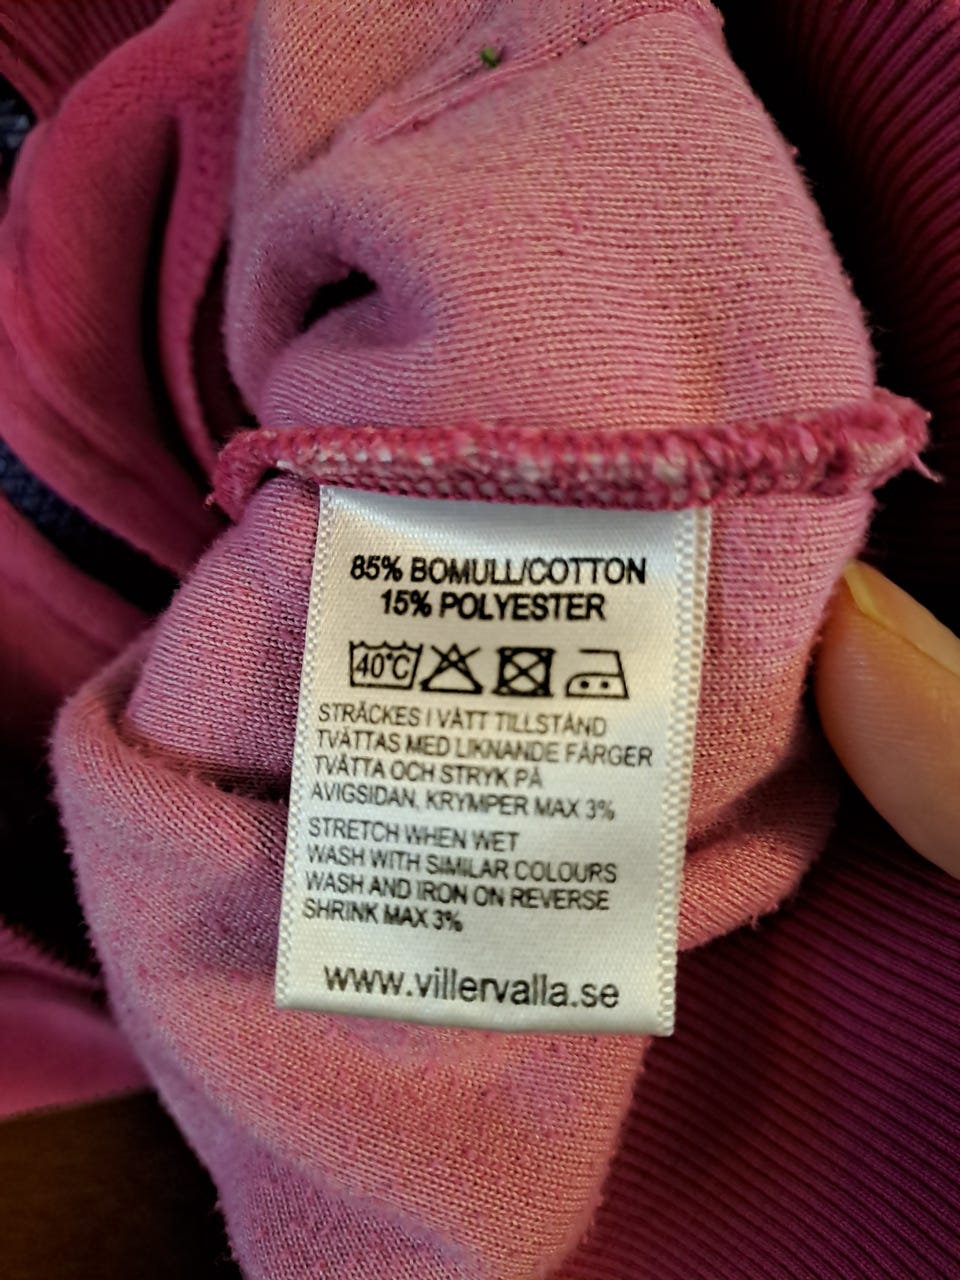 85% BOMULL/COTTON
15% POLYESTER
40°C
STRÄCKES I VÅTT TILLSTÅND
TVÄTTAS MED LIKNANDE FÄRGER
TVÄTTA OCH STRYK PÅ
AVIGSIDAN. KRYMPER MAX 3%
STRETCH WHEN WET
WASH WITH SIMILAR COLOURS
WASH AND IRON ON REVERSE
SHRINK MAX 3%
www.villervalla.se